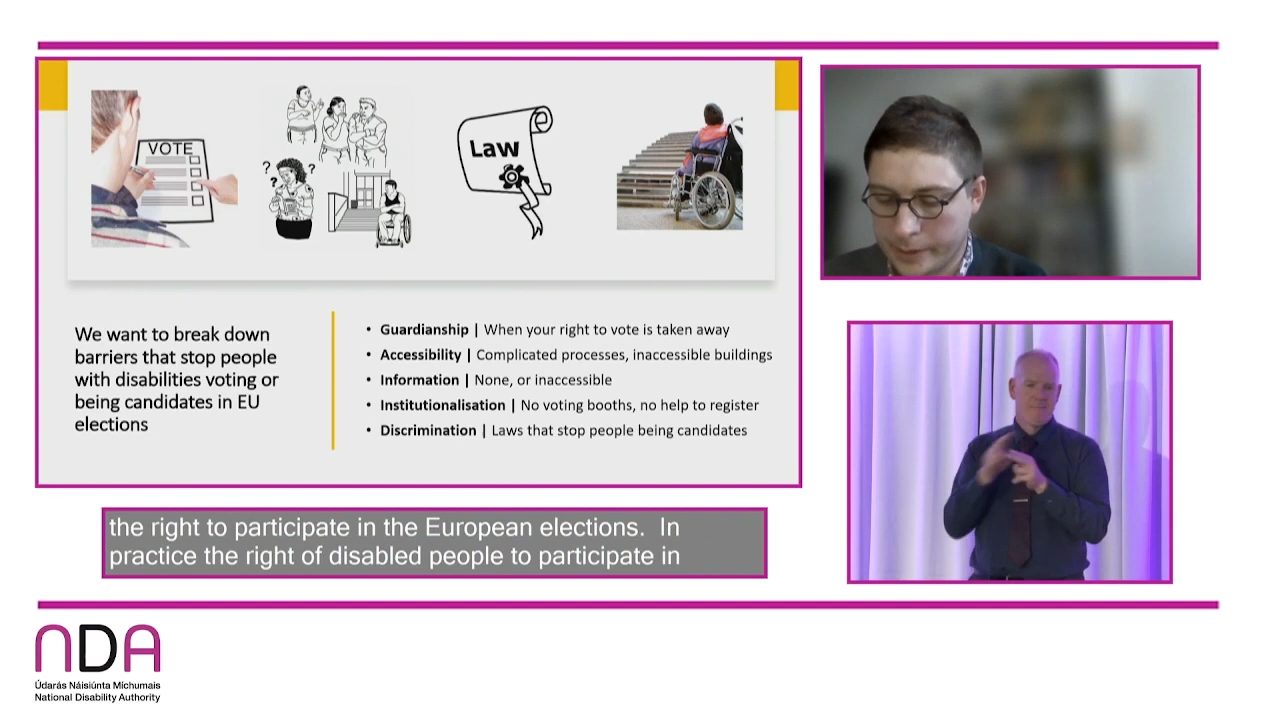 VOTE
? ?
?
Law
We want to break down
barriers that stop people
with disabilities voting or
being candidates in EU
elections
• Guardianship | When your right to vote is taken away
• Accessibility | Complicated processes, inaccessible buildings
• Information | None, or inaccessible
• Institutionalisation | No voting booths, no help to register
• Discrimination | Laws that stop people being candidates
the right to participate in the European elections.  In
practice the right of disabled people to participate in
NDA
Údarás Náisiúnta Míchumais
National Disability Authority